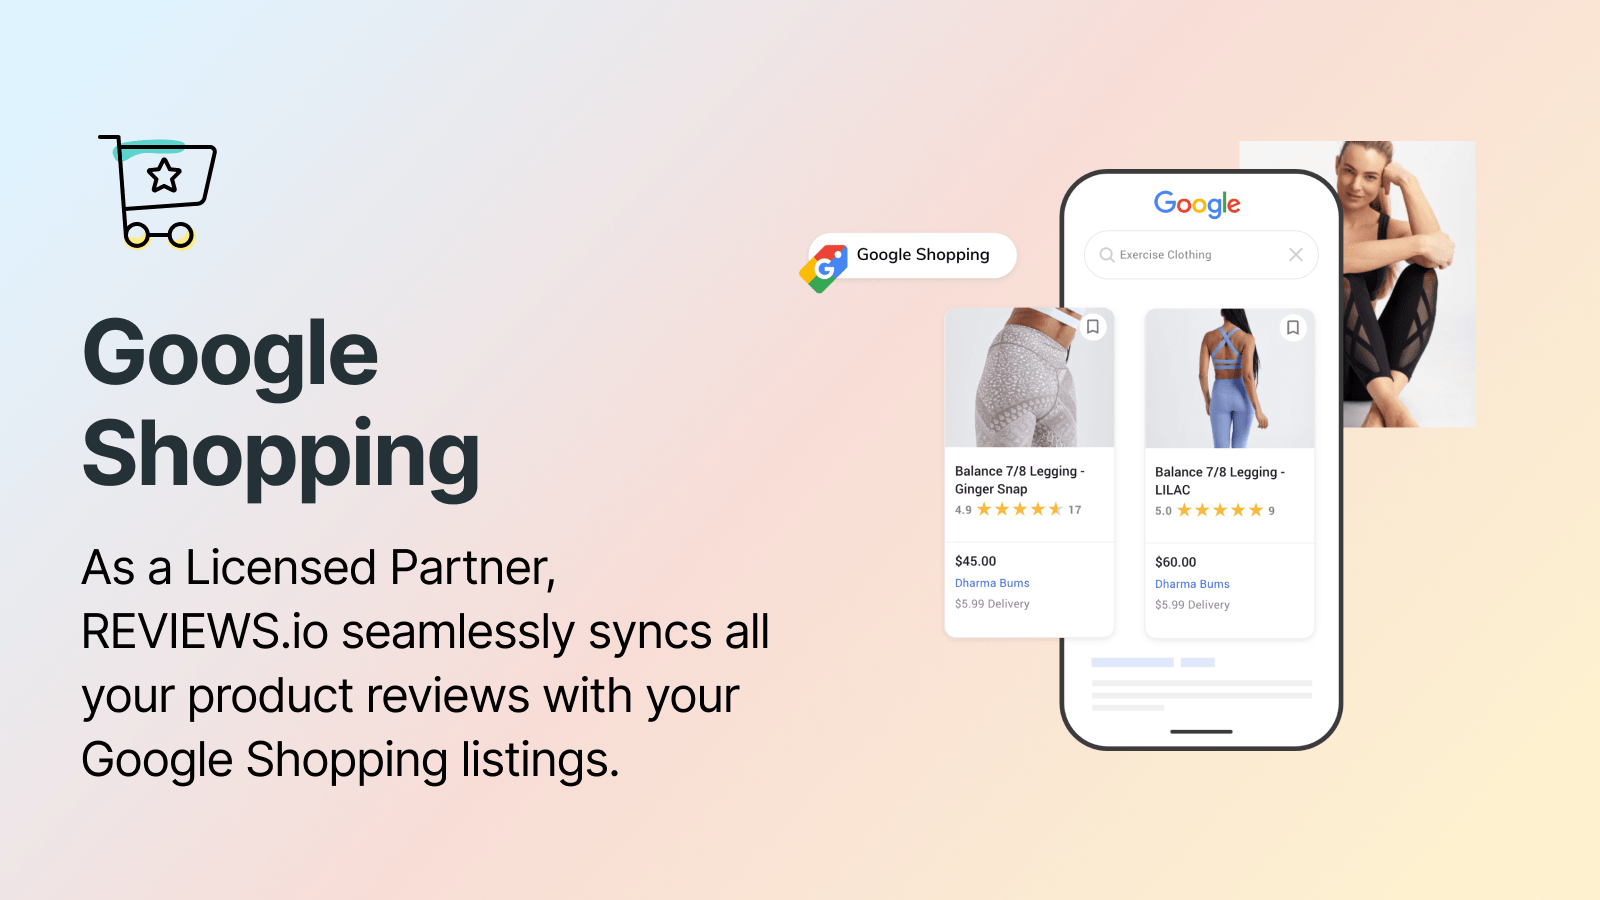 Google
Shopping
As a Licensed Partner,
REVIEWS.io seamlessly syncs all
your product reviews with your
Google Shopping listings.
G
Google Shopping
Google
Exercise Clothing
Balance 7/8 Legging -
Ginger Snap
4.9 17
$45.00
Dharma Bums
$5.99 Delivery
Balance 7/8 Legging -
LILAC
5.0 9
$60.00
Dharma Bums
$5.99 Delivery